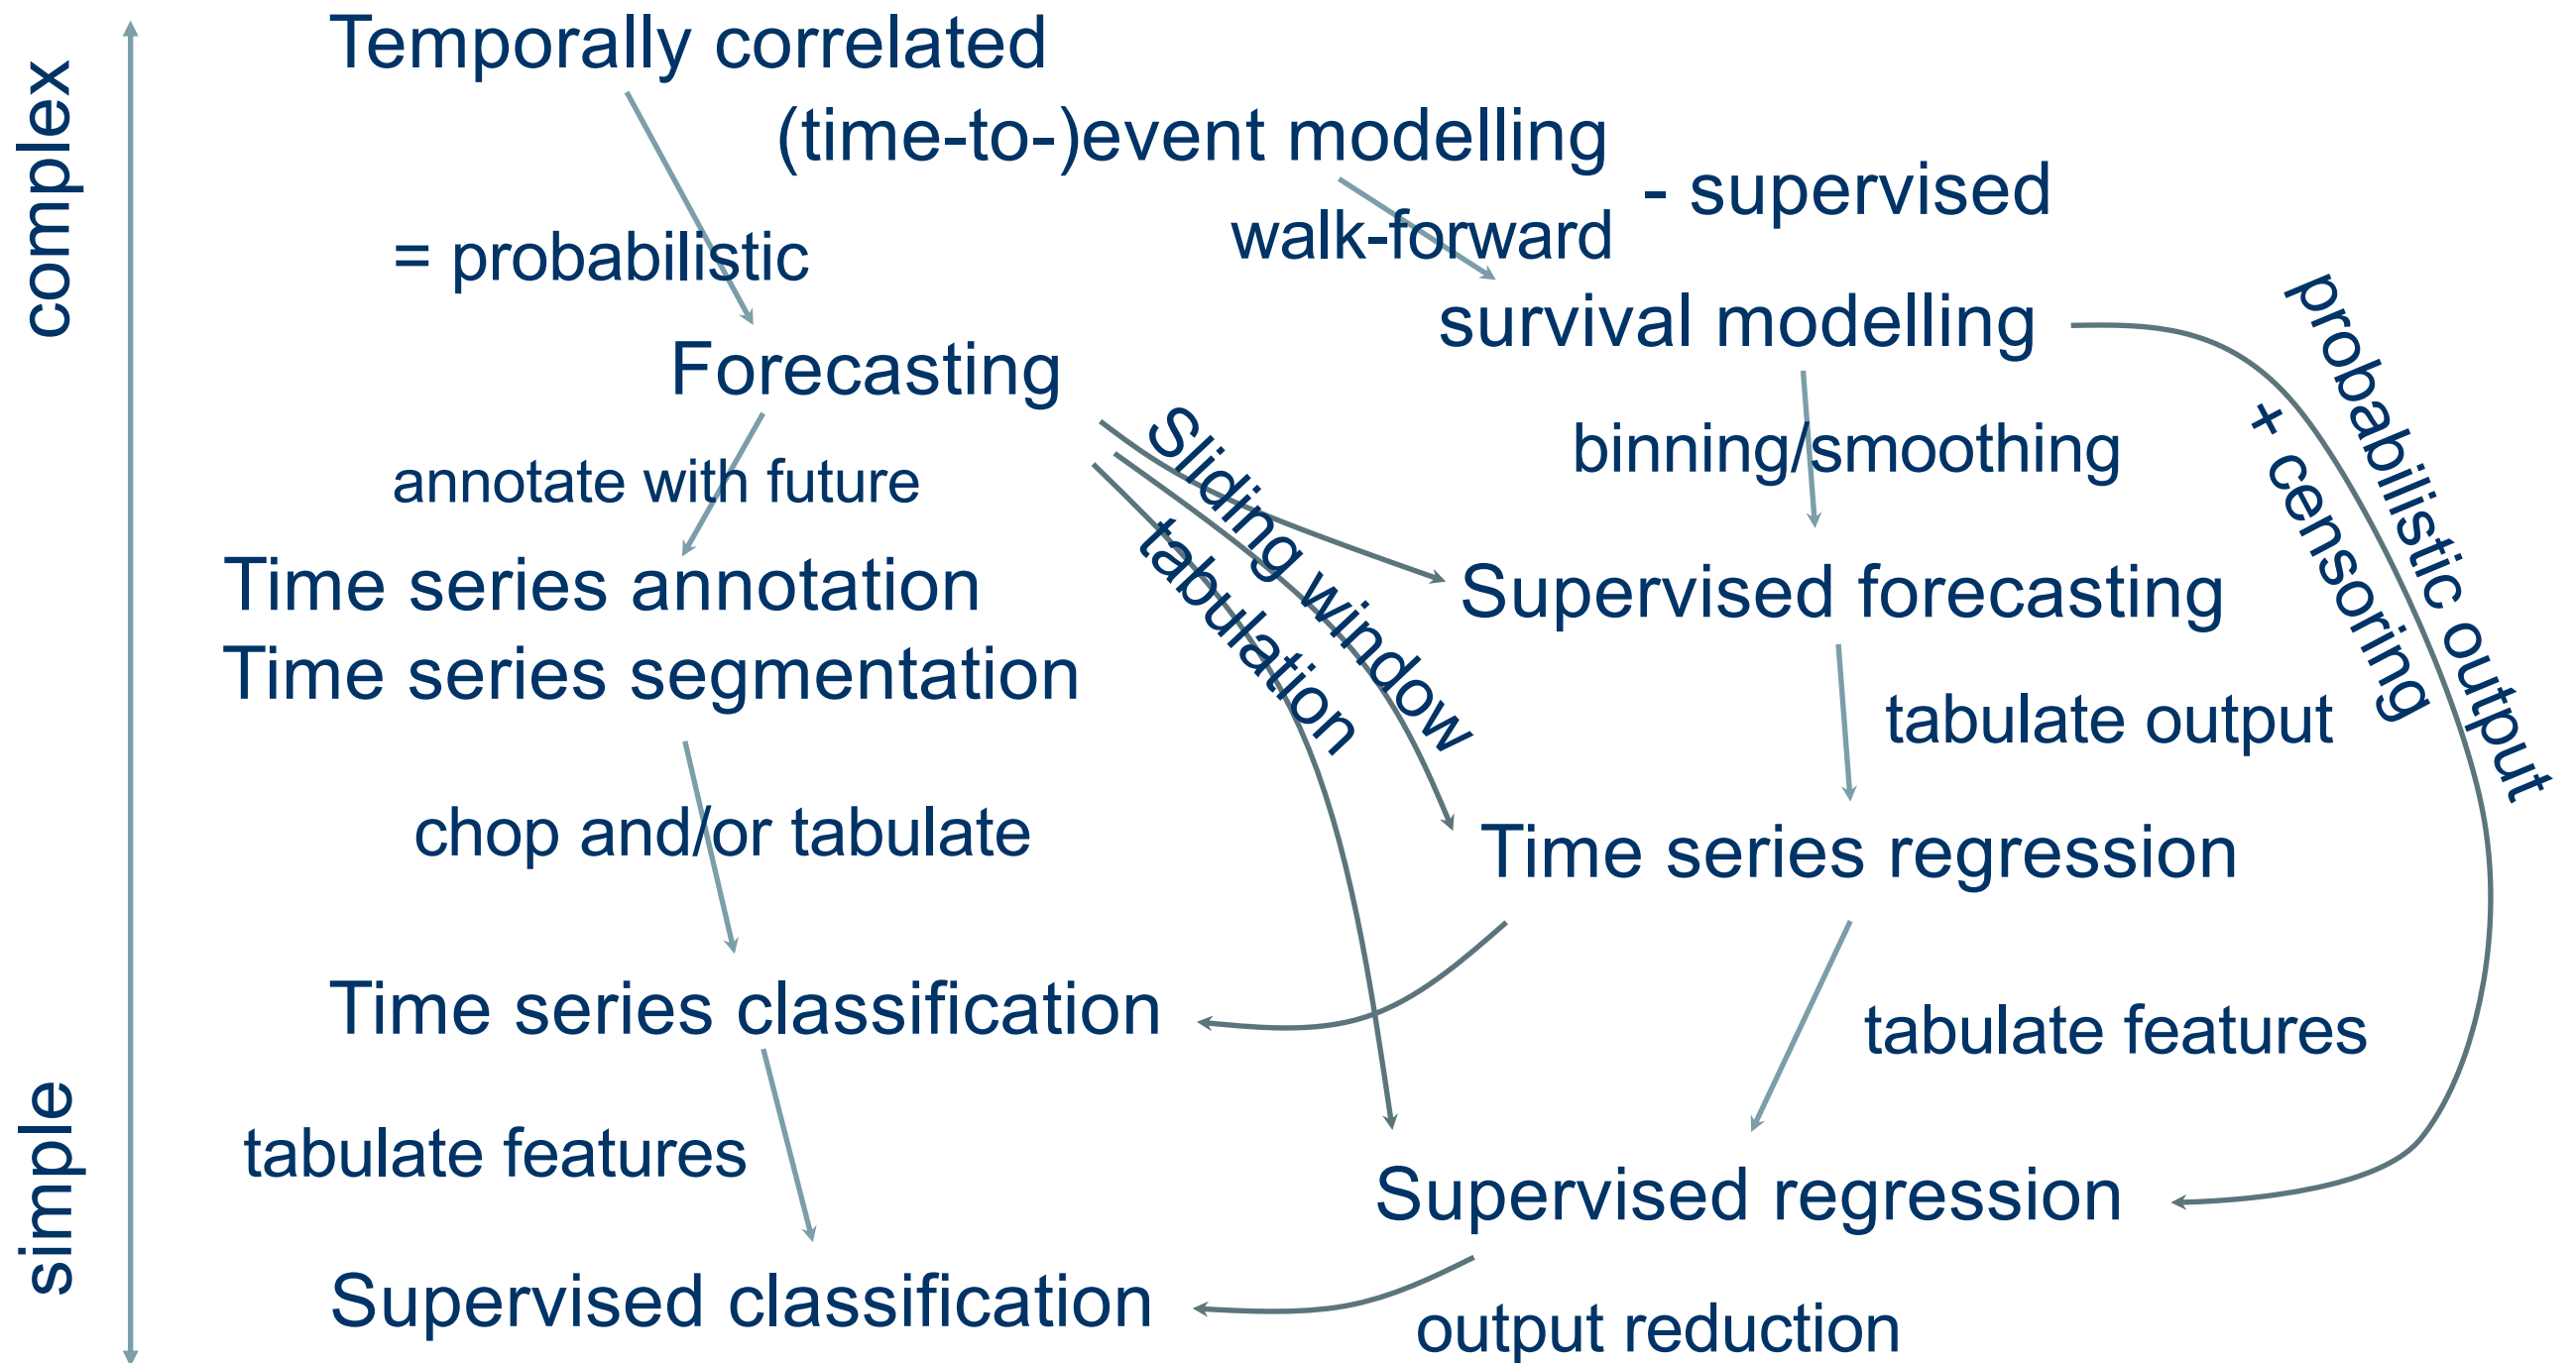 complex
Temporally correlated
(time-to-)event modelling
- supervised
walk-forward
= probabilistic
survival modelling
probabilistic output
+ censoring
Forecasting
Sliding window
tabulation
binning/smoothing
annotate with future
Time series annotation
Supervised forecasting
Time series segmentation
tabulate output
chop and/or tabulate
Time series regression
Time series classification
tabulate features
simple
tabulate features
Supervised regression
Supervised classification
output reduction